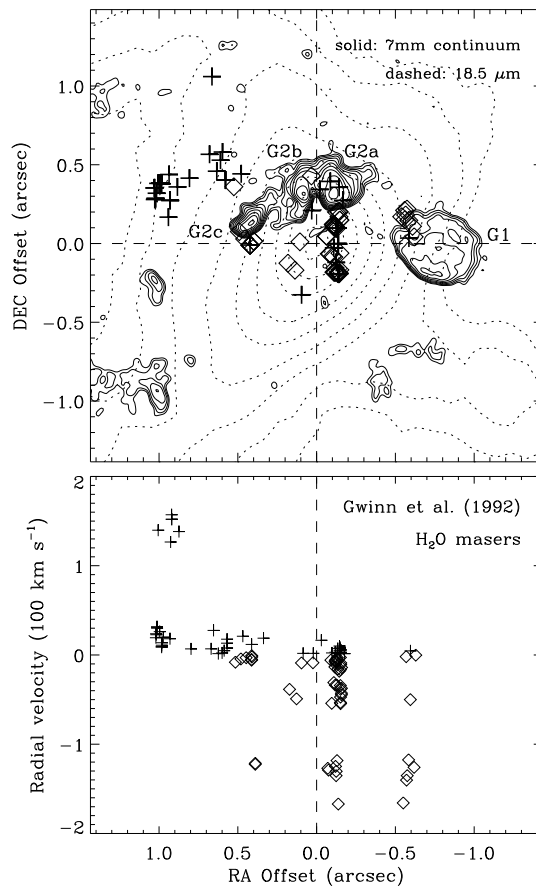 solid: 7mm continuum
dashed: 18.5 μm
1.0
0.5
0.0
−0.5
−1.0
DEC Offset (arcsec)
G2b
G2a
G2c
G1
2
1
0
−1
−2
Radial velocity (100 km s⁻¹)
Gwinn et al. (1992)
H₂O masers
1.0
0.5
0.0
−0.5
−1.0
RA Offset (arcsec)